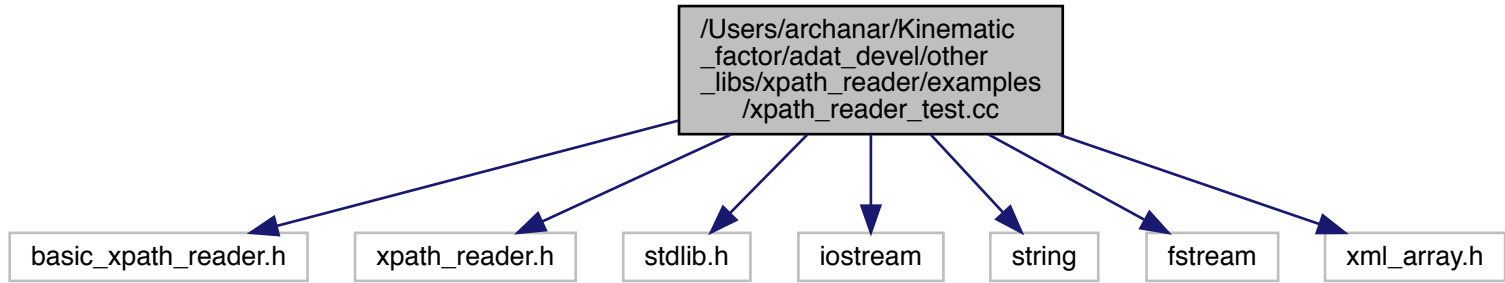 /Users/archanar/Kinematic
_factor/adat_devel/other
_libs/xpath_reader/examples
/xpath_reader_test.cc
basic_xpath_reader.h
xpath_reader.h
stdlib.h
iostream
string
fstream
xml_array.h